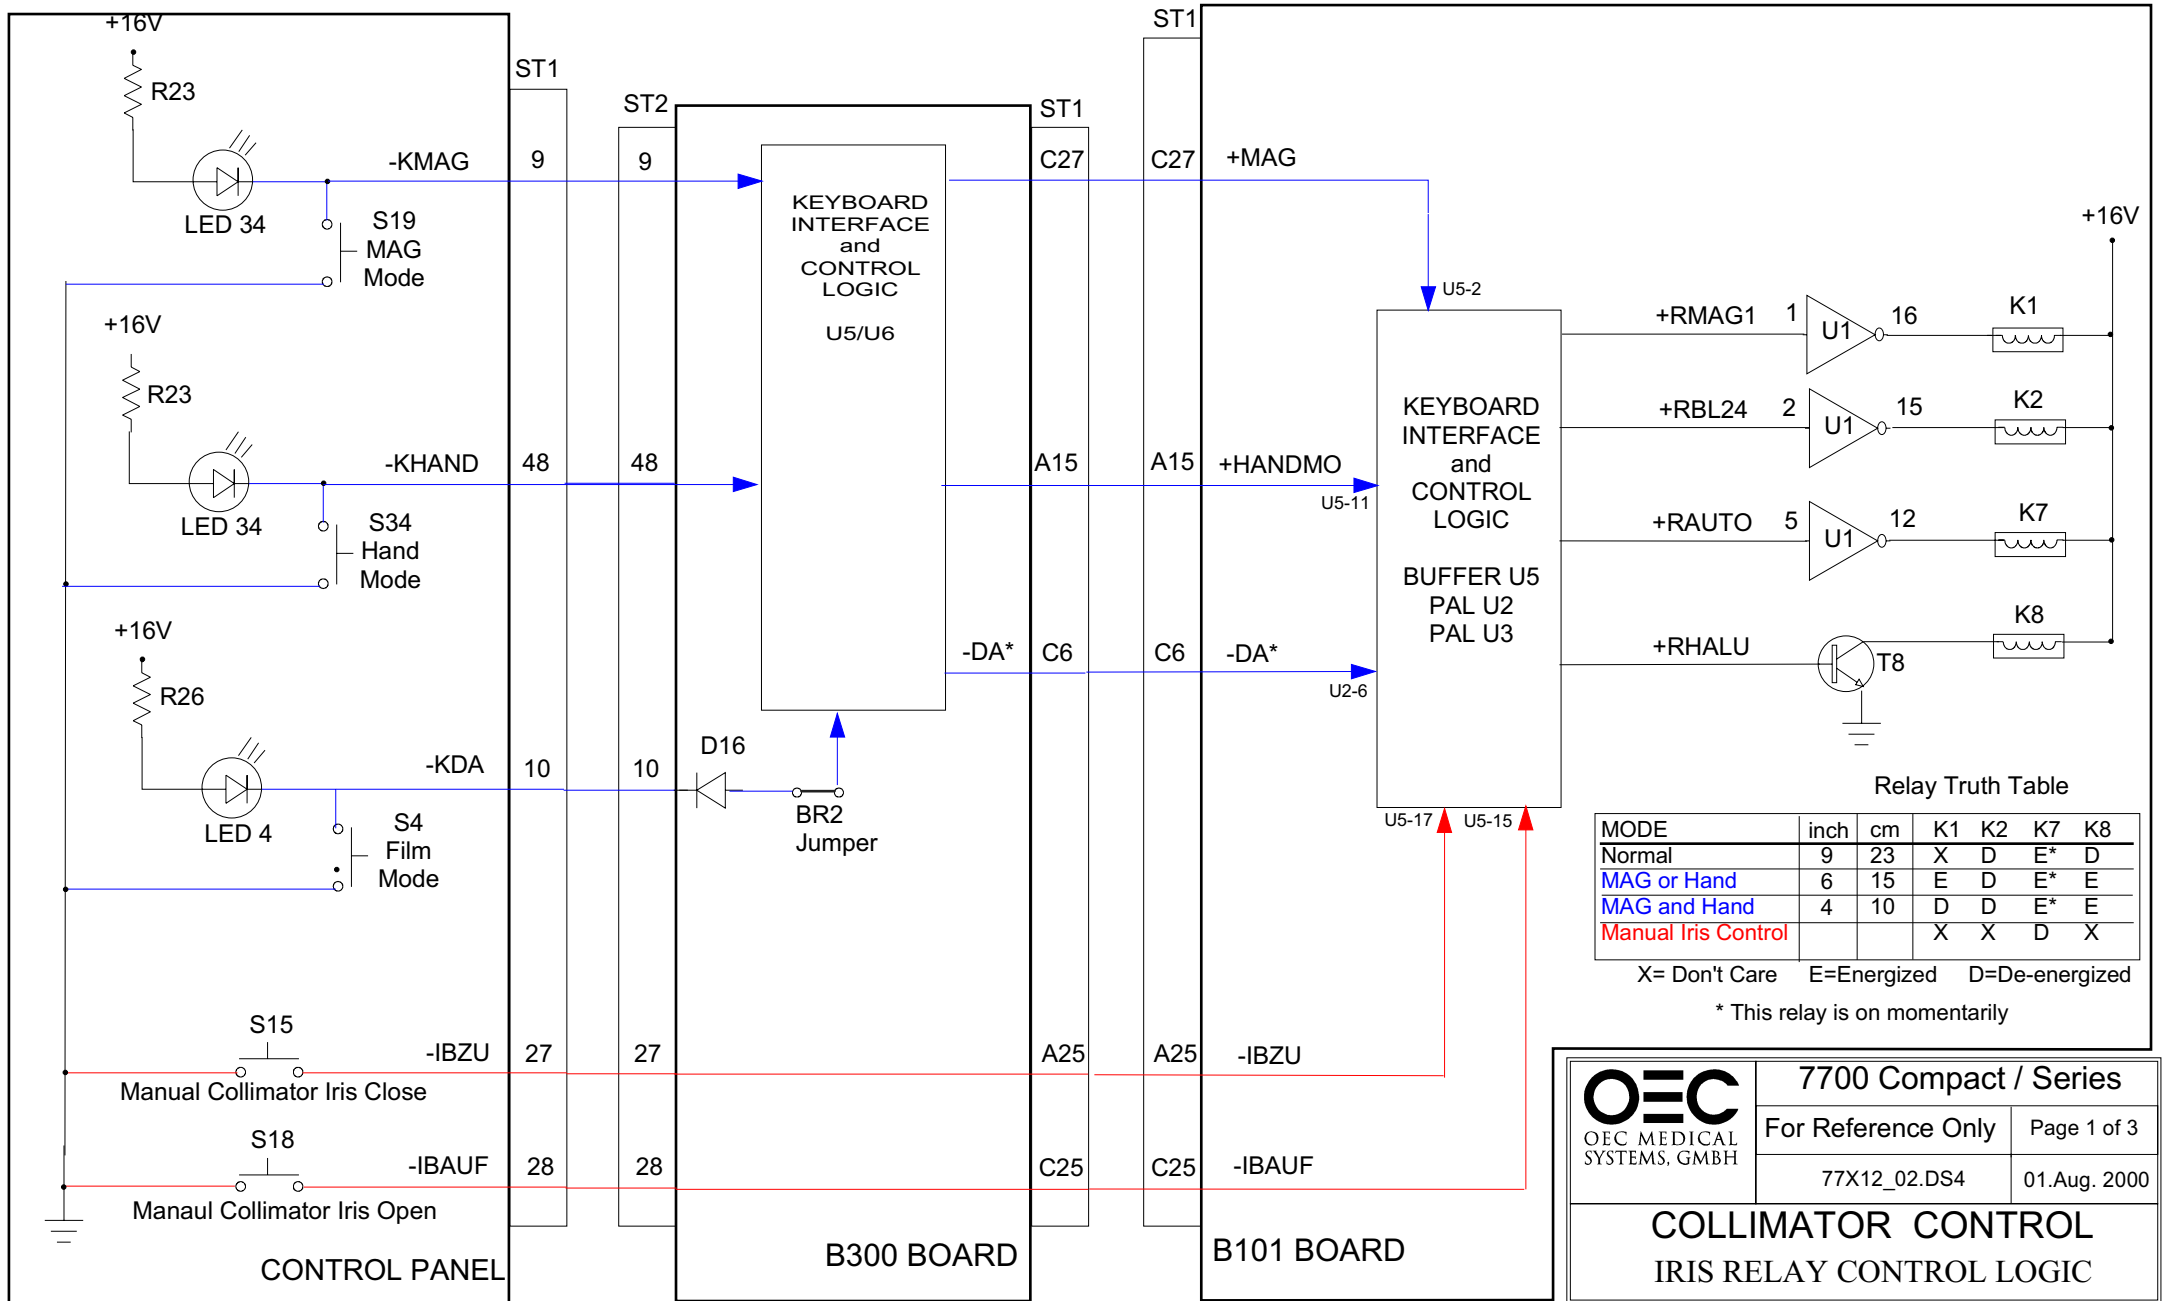 +16V
R23
LED 34
-KMAG
S19
MAG
Mode
+16V
R23
LED 34
-KHAND
S34
Hand
Mode
+16V
R26
LED 4
-KDA
S4
Film
Mode
S15
-IBZU
Manual Collimator Iris Close
S18
-IBAUF
Manaul Collimator Iris Open
CONTROL PANEL
ST1
9
48
10
27
28
ST2
9
48
10
27
28
KEYBOARD
INTERFACE
and
CONTROL
LOGIC
U5/U6
-DA*
D16
BR2
Jumper
B300 BOARD
ST1
C27
A15
C6
A25
C25
ST1
C27
A15
C6
A25
C25
+MAG
U5-2
+HANDMO
U5-11
-DA*
U2-6
-IBZU
-IBAUF
U5-17
U5-15
KEYBOARD
INTERFACE
and
CONTROL
LOGIC
BUFFER U5
PAL U2
PAL U3
+16V
+RMAG1 1 U1 16 K1
+RBL24 2 U1 15 K2
+RAUTO 5 U1 12 K7
+RHALU T8 K8
B101 BOARD
Relay Truth Table
MODE inch cm K1 K2 K7 K8
Normal 9 23 X D E* D
MAG or Hand 6 15 E D E* E
MAG and Hand 4 10 D D E* E
Manual Iris Control X X D X
X= Don't Care E=Energized D=De-energized
* This relay is on momentarily
OEC
OEC MEDICAL
SYSTEMS, GMBH
7700 Compact / Series
For Reference Only Page 1 of 3
77X12_02.DS4 01.Aug. 2000
COLLIMATOR CONTROL
IRIS RELAY CONTROL LOGIC